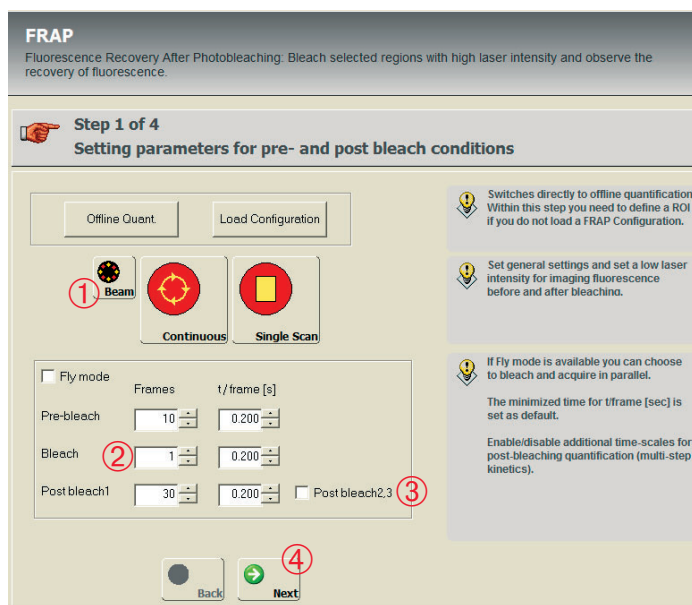 FRAP
Fluorescence Recovery After Photobleaching: Bleach selected regions with high laser intensity and observe the
recovery of fluorescence.
Step 1 of 4
Setting parameters for pre- and post bleach conditions
Offline Quant.
Load Configuration
① Beam
Continuous
Single Scan
Fly mode
Frames t/frame [s]
Pre-bleach 10 0.200
Bleach ② 1 0.200
Post bleach1 30 0.200 Post bleach2,3 ③
④
Back
Next
Switches directly to offline quantification
Within this step you need to define a ROI
if you do not load a FRAP Configuration.
Set general settings and set a low laser
intensity for imaging fluorescence
before and after bleaching.
If Fly mode is available you can choose
to bleach and acquire in parallel.
The minimized time for t/frame [sec] is
set as default.
Enable/disable additional time-scales for
post-bleaching quantification (multi-step
kinetics).